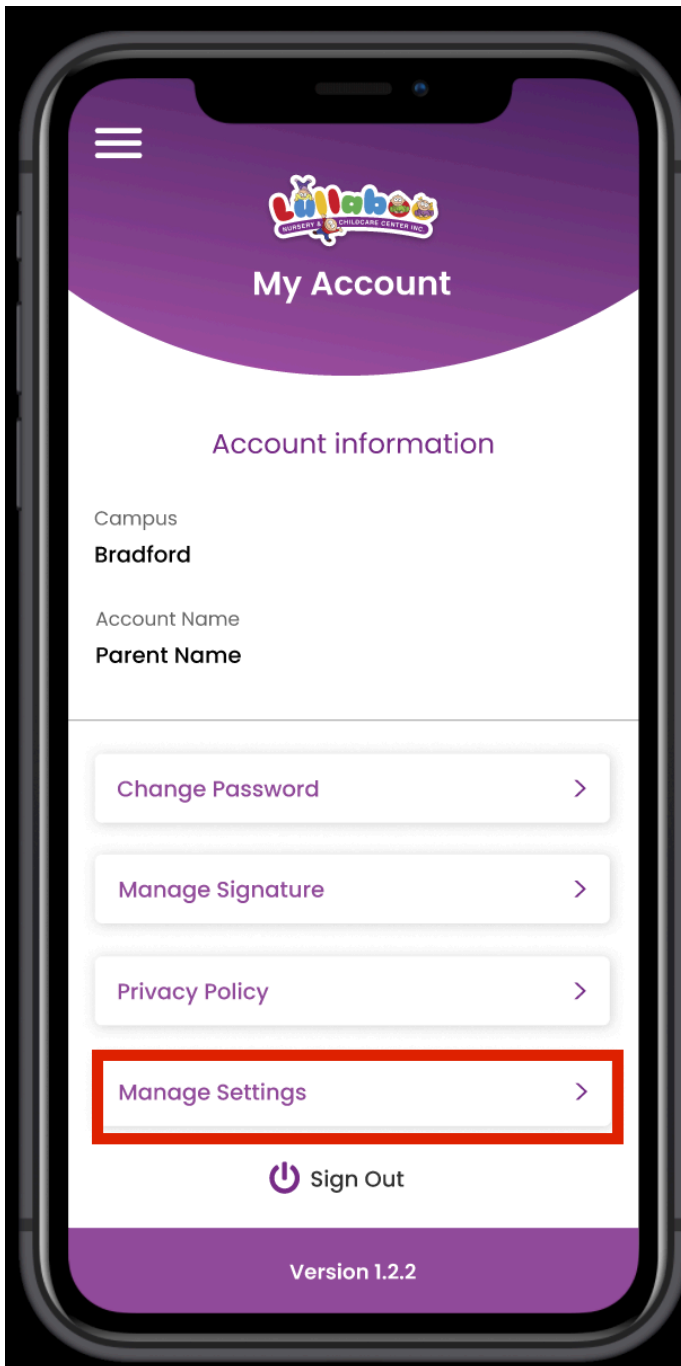 Lullaboo
NURSERY & CHILDCARE CENTER INC.
My Account
Account information
Campus
Bradford
Account Name
Parent Name
Change Password
Manage Signature
Privacy Policy
Manage Settings
Sign Out
Version 1.2.2